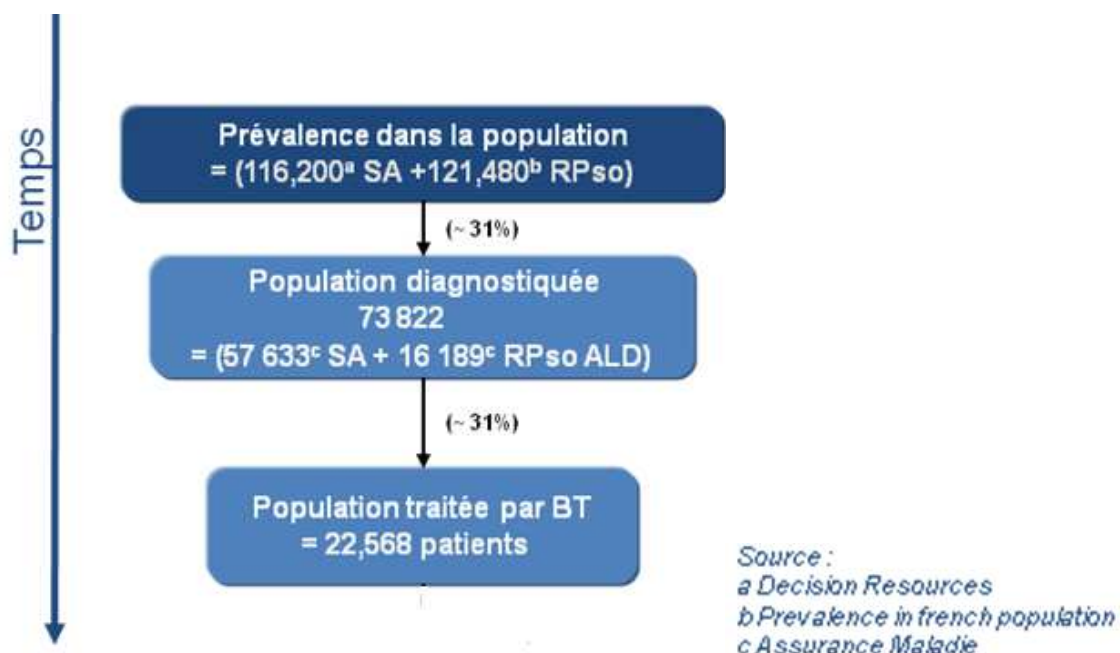 Temps
Prévalence dans la population
= (116,200ᵃ SA +121,480ᵇ RPso)
(~ 31%)
Population diagnostiquée
73 822
= (57 633ᶜ SA + 16 189ᶜ RPso ALD)
(~ 31%)
Population traitée par BT
= 22,568 patients
Source :
a Decision Resources
b Prevalence in french population
c Assurance Maladie